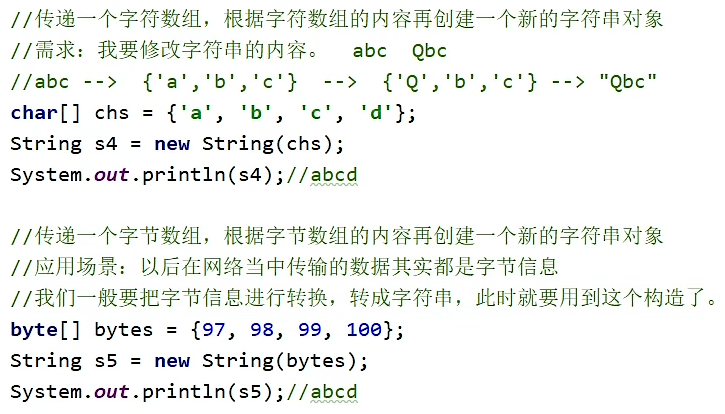 //传递一个字符数组，根据字符数组的内容再创建一个新的字符串对象
//需求：我要修改字符串的内容。  abc  Qbc
//abc -->  {'a','b','c'}  -->  {'Q','b','c'} --> "Qbc"
char[] chs = {'a', 'b', 'c', 'd'};
String s4 = new String(chs);
System.out.println(s4);//abcd
//传递一个字节数组，根据字节数组的内容再创建一个新的字符串对象
//应用场景：以后在网络当中传输的数据其实都是字节信息
//我们一般要把字节信息进行转换，转成字符串，此时就要用到这个构造了。
byte[] bytes = {97, 98, 99, 100};
String s5 = new String(bytes);
System.out.println(s5);//abcd